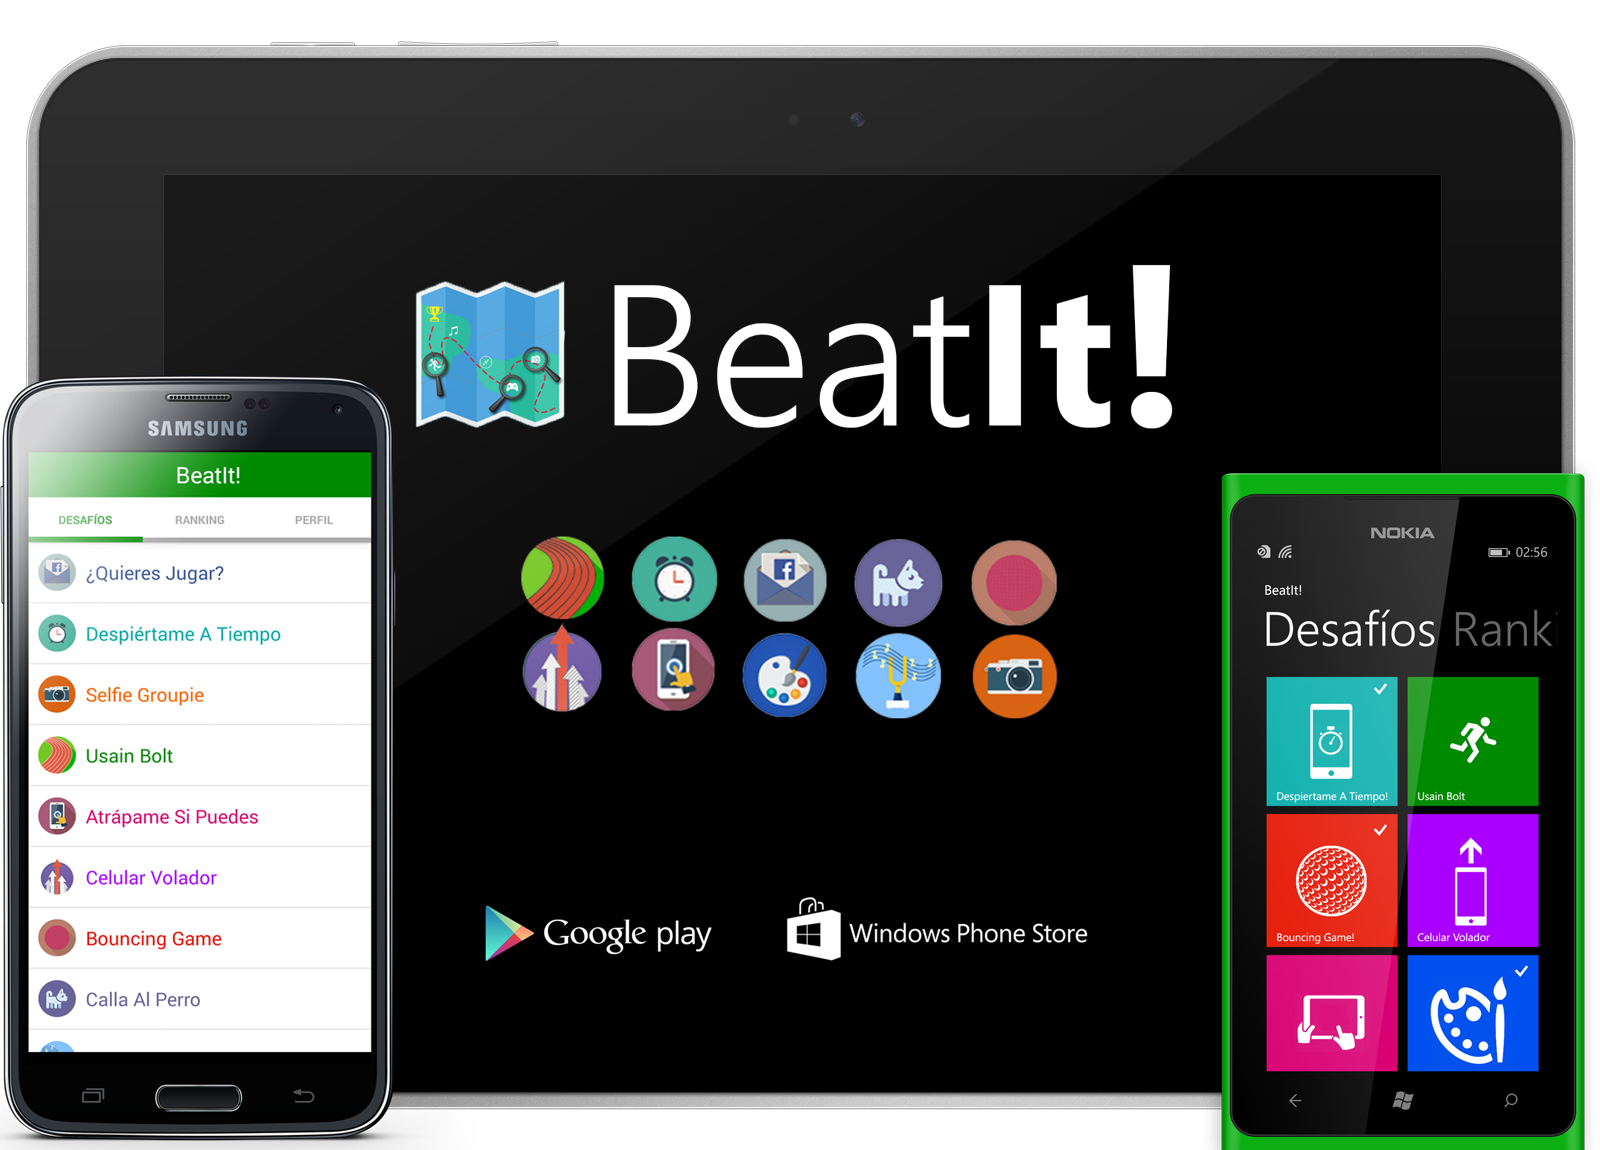 BeatIt!
Google play
Windows Phone Store
SAMSUNG
BeatIt!
DESAFÍOS
RANKING
PERFIL
¿Quieres Jugar?
Despiértame A Tiempo
Selfie Groupie
Usain Bolt
Atrápame Si Puedes
Celular Volador
Bouncing Game
Calla Al Perro
NOKIA
02:56
BeatIt!
Desafíos Ranki
Despiertame A Tiempo!
Usain Bolt
Bouncing Game!
Celular Volador